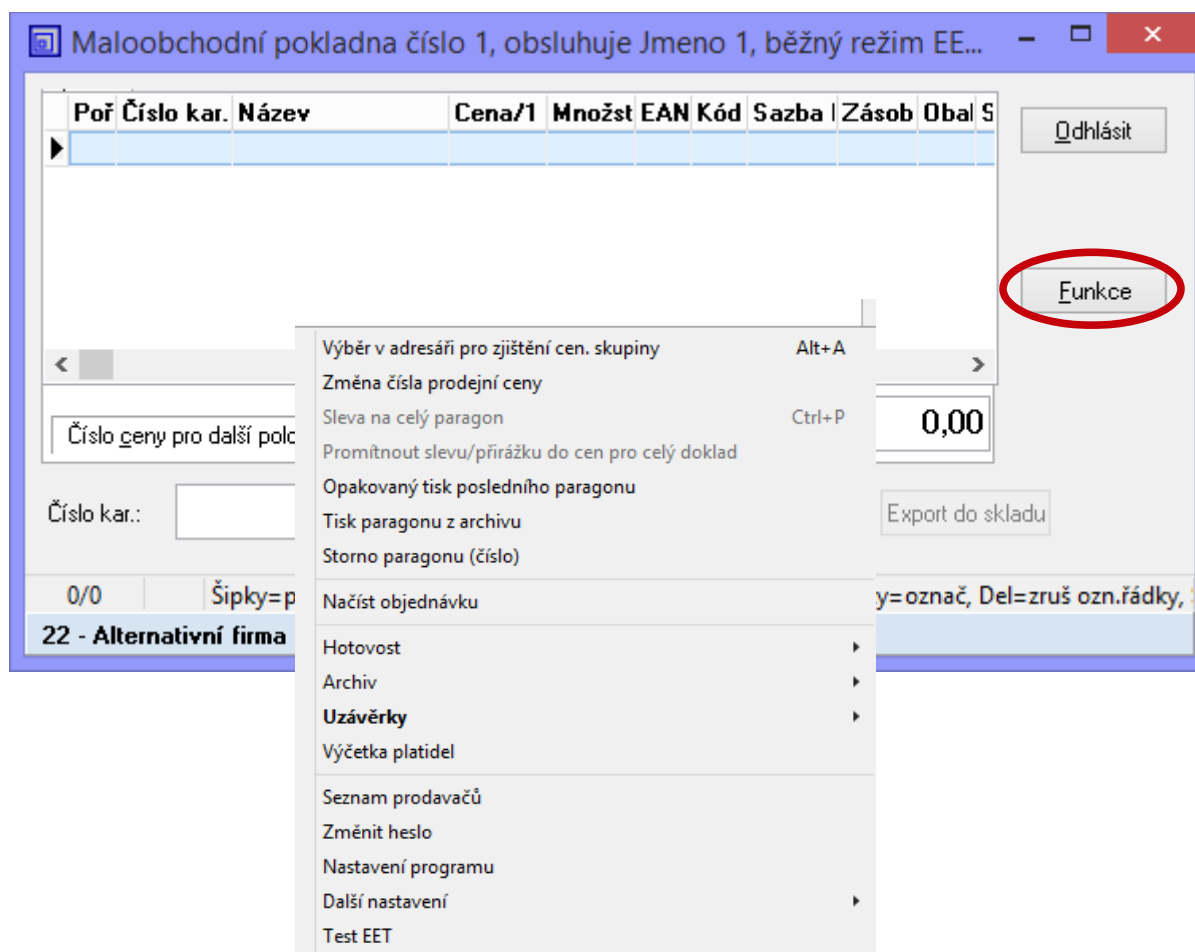 Maloobchodní pokladna číslo 1, obsluhuje Jmeno 1, běžný režim EE...
Poř Číslo kar. Název Cena/1 Množst EAN Kód Sazba Zásob Obal S
Odhlásit
Funkce
Výběr v adresáři pro zjištění cen. skupiny Alt+A
Změna čísla prodejní ceny
Sleva na celý paragon Ctrl+P
0,00
Číslo ceny pro další polo
Promítnout slevu/přirážku do cen pro celý doklad
Opakovaný tisk posledního paragonu
Číslo kar.:
Export do skladu
Tisk paragonu z archivu
Storno paragonu (číslo)
0/0 Šipky=p y=označ, Del=zruš ozn.řádky,
Načíst objednávku
22 - Alternativní firma
Hotovost
Archiv
Uzávěrky
Výčetka platidel
Seznam prodavačů
Změnit heslo
Nastavení programu
Další nastavení
Test EET